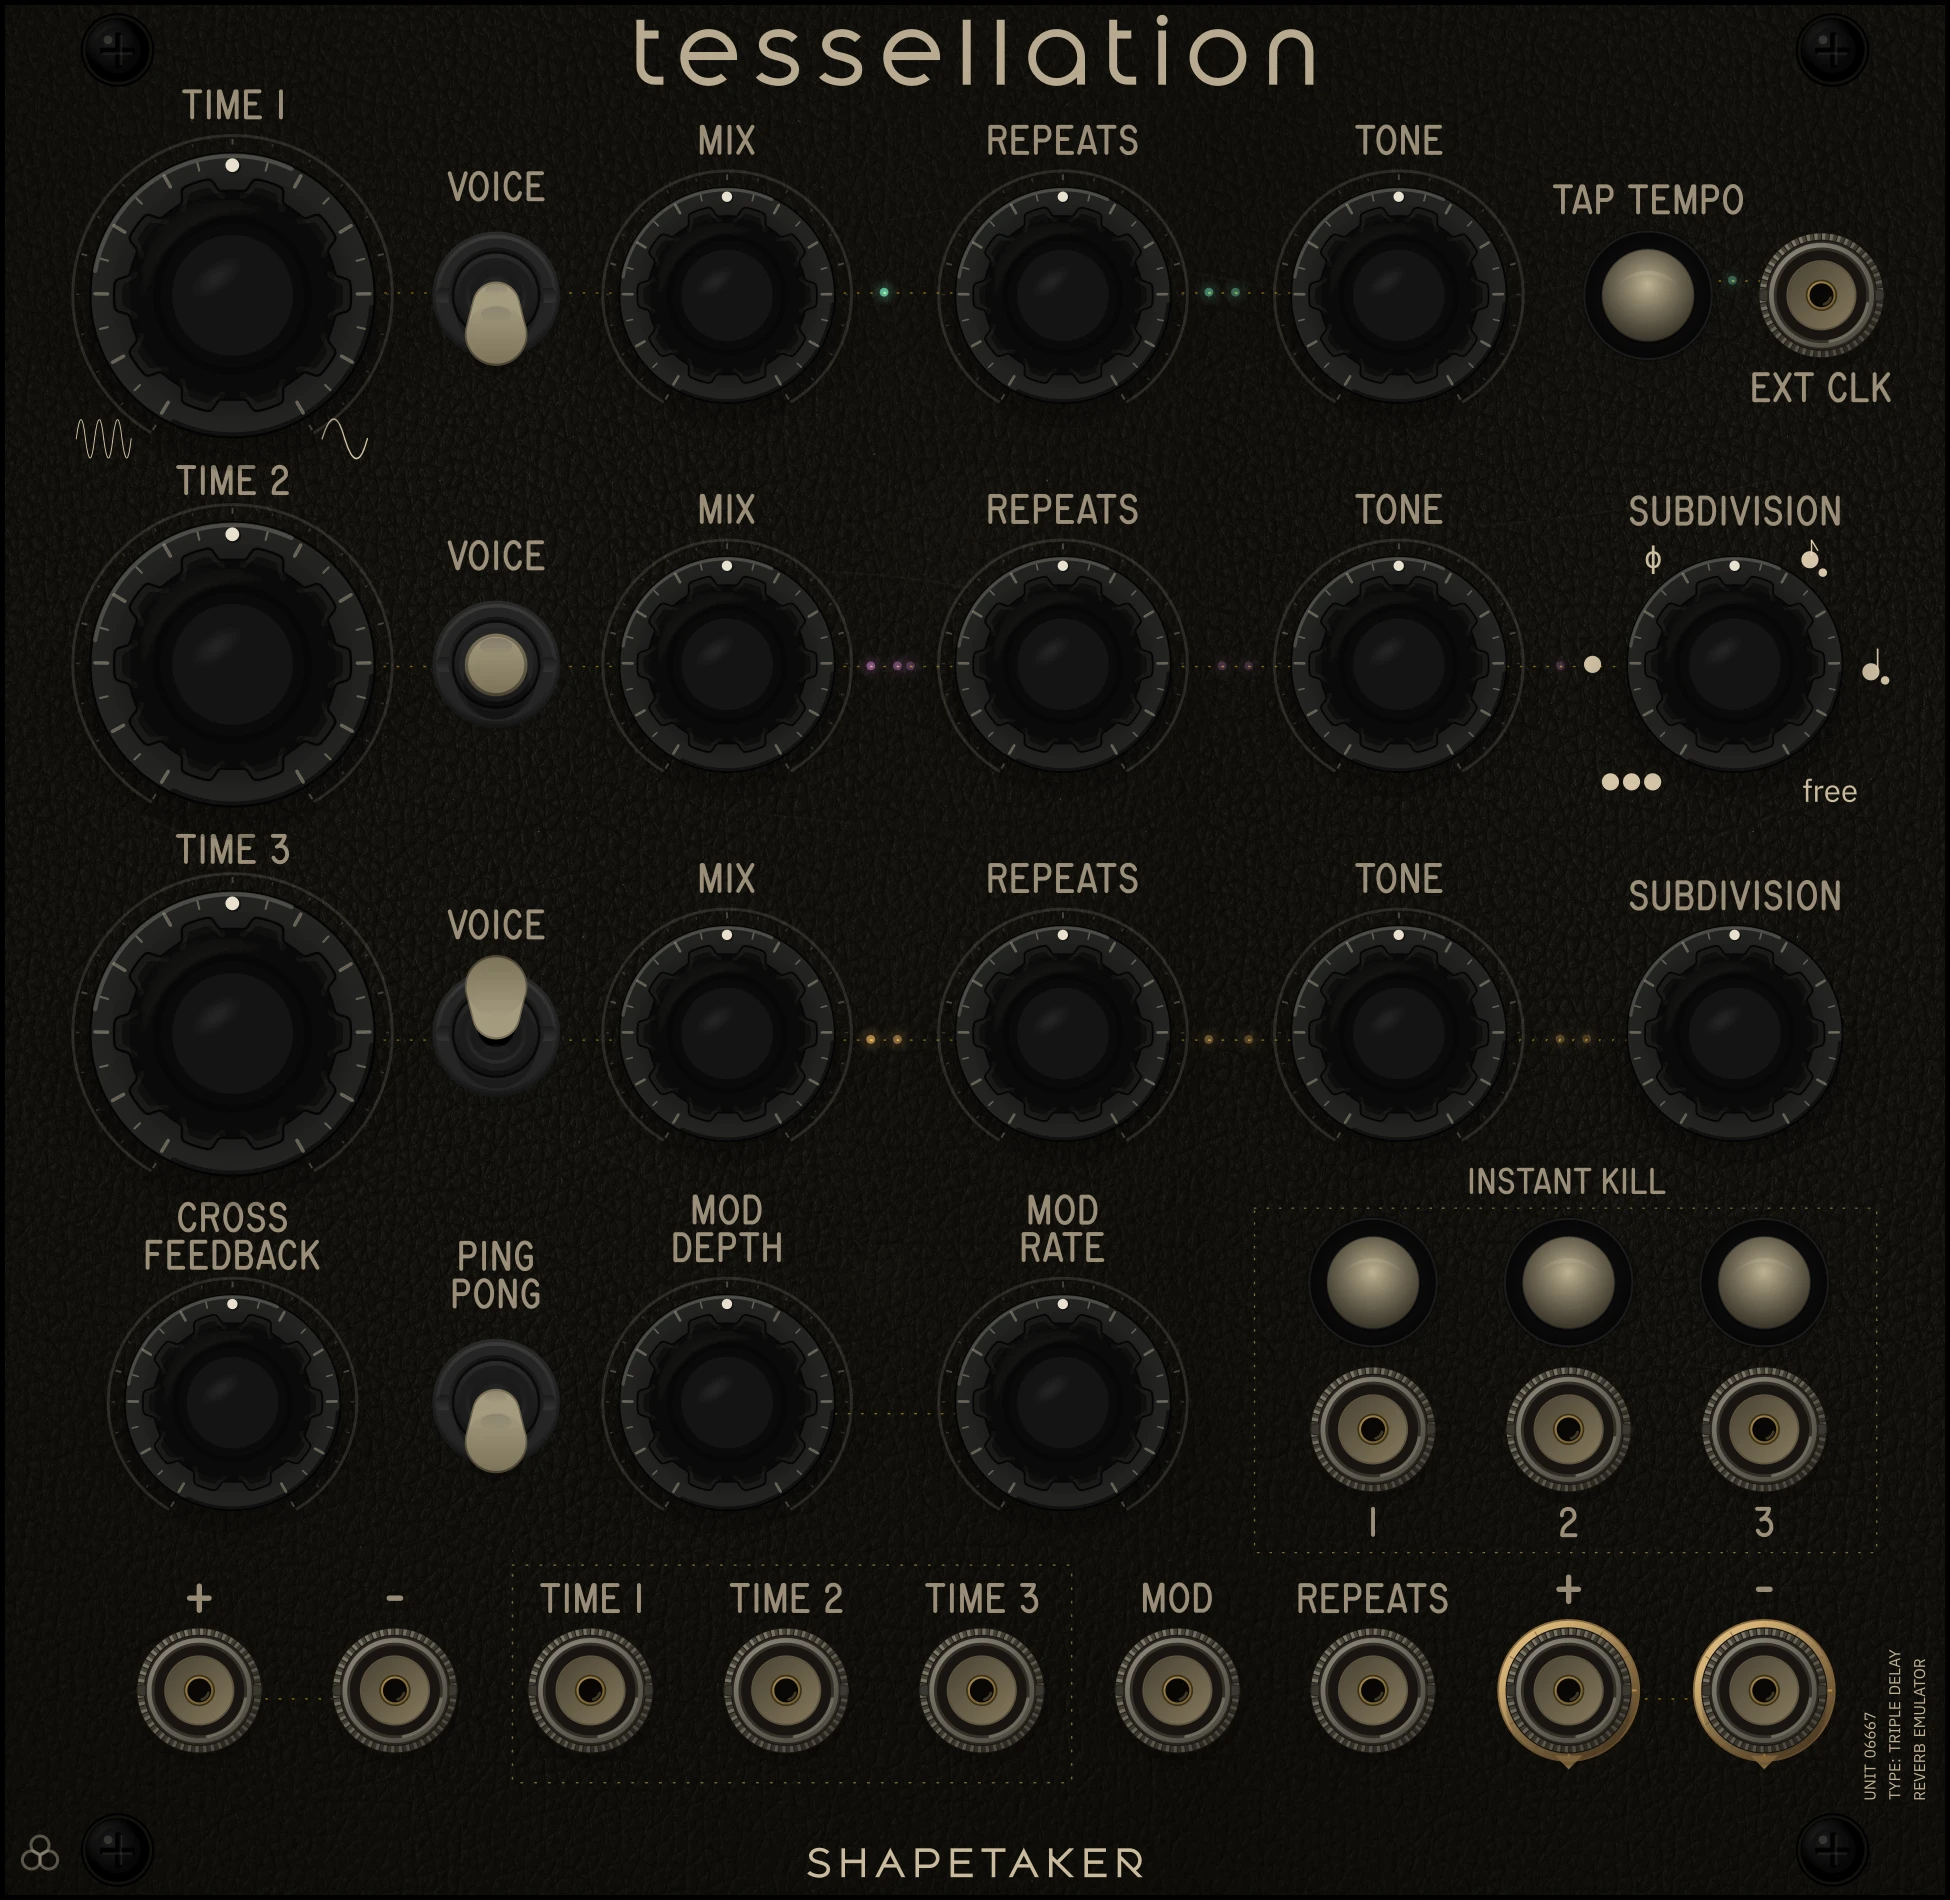 tessellation
TIME 1
VOICE
MIX
REPEATS
TONE
TAP TEMPO
EXT CLK
TIME 2
VOICE
MIX
REPEATS
TONE
SUBDIVISION
ϕ
free
TIME 3
VOICE
MIX
REPEATS
TONE
SUBDIVISION
CROSS
FEEDBACK
PING
PONG
MOD
DEPTH
MOD
RATE
INSTANT KILL
1
2
3
+
-
TIME 1
TIME 2
TIME 3
MOD
REPEATS
+
-
UNIT 06667
TYPE: TRIPLE DELAY
REVERB EMULATOR
SHAPETAKER